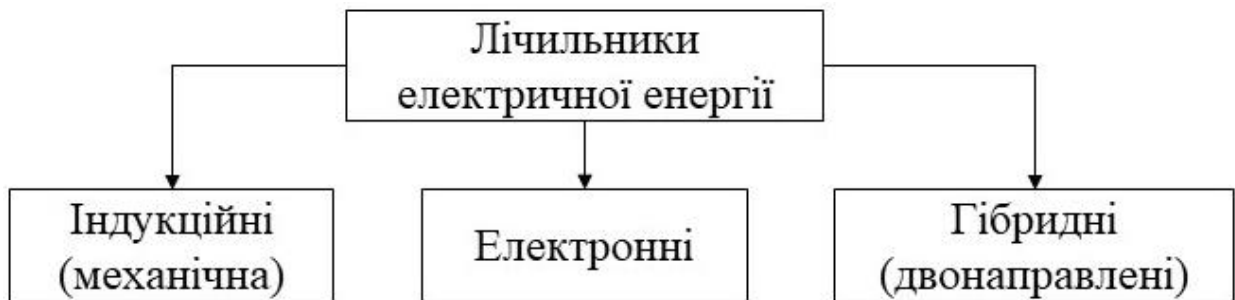 Лічильники
електричної енергії
Індукційні
(механічна)
Електронні
Гібридні
(двонаправлені)